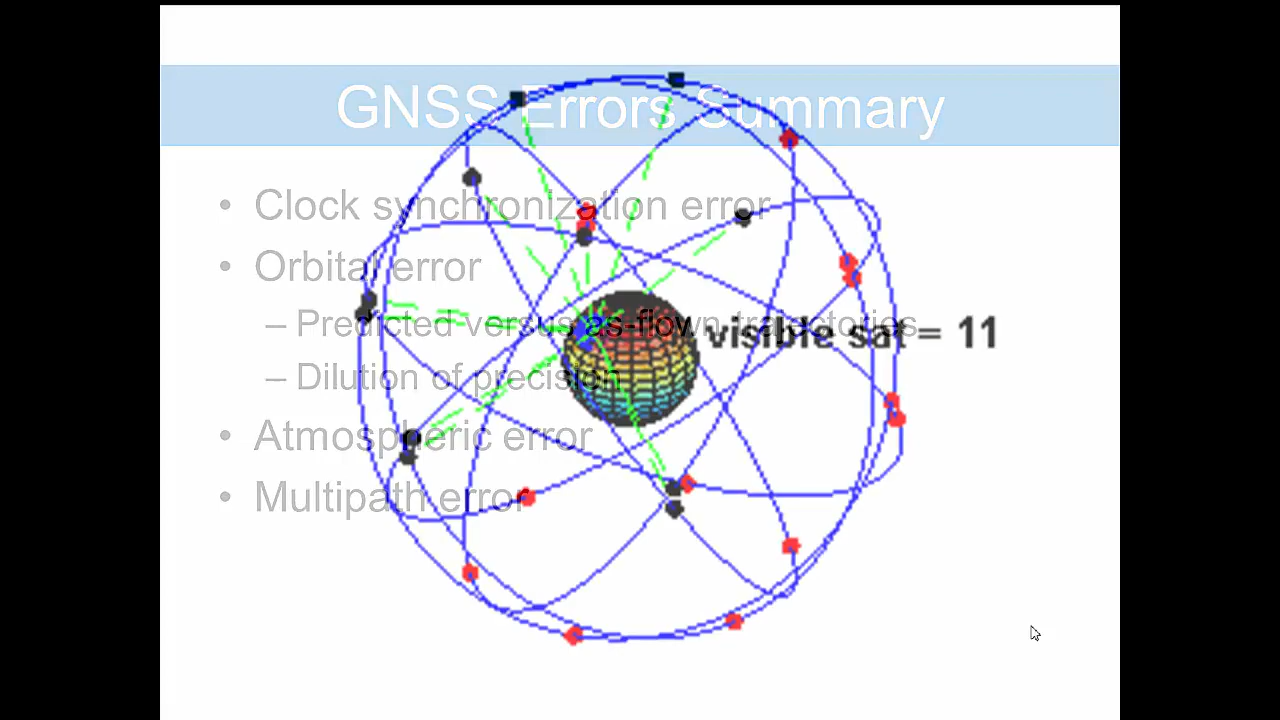 GNSS Errors Summary
• Clock synchronization error
• Orbital error
– Predicted versus as-flown trajectories
visible sat = 11
– Dilution of precision
• Atmospheric error
• Multipath error